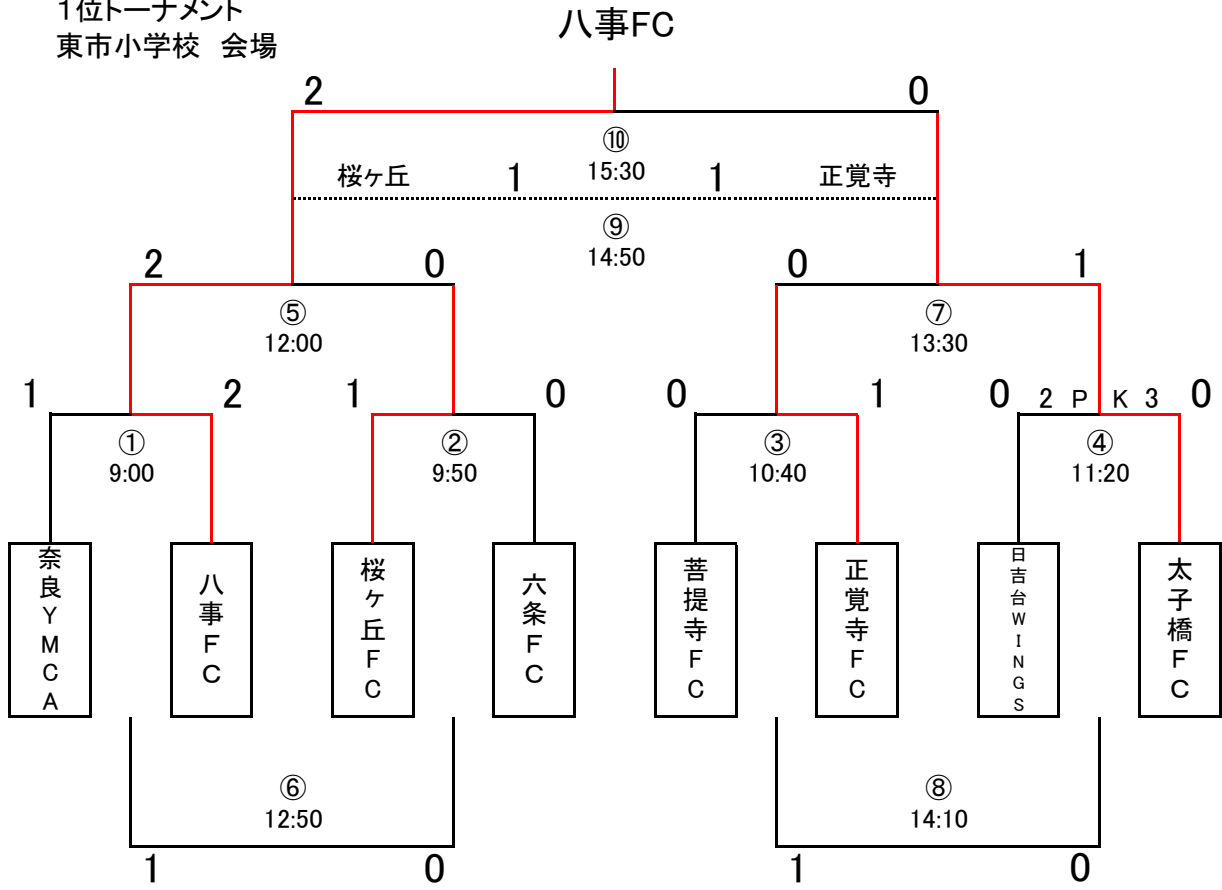 1位トーナメント
東市小学校 会場
八事FC
2 0
⑩
15:30
桜ヶ丘 1 1 正覚寺
⑨
14:50
2 0 0 1
⑤ ⑦
12:00 13:30
1 2 1 0 0 1 0 2 P K 3 0
① ② ③ ④
9:00 9:50 10:40 11:20
奈良YMCA
八事FC
桜ヶ丘FC
六条FC
菩提寺FC
正覚寺FC
日吉台WINGS
太子橋FC
⑥ ⑧
12:50 14:10
1 0 1 0